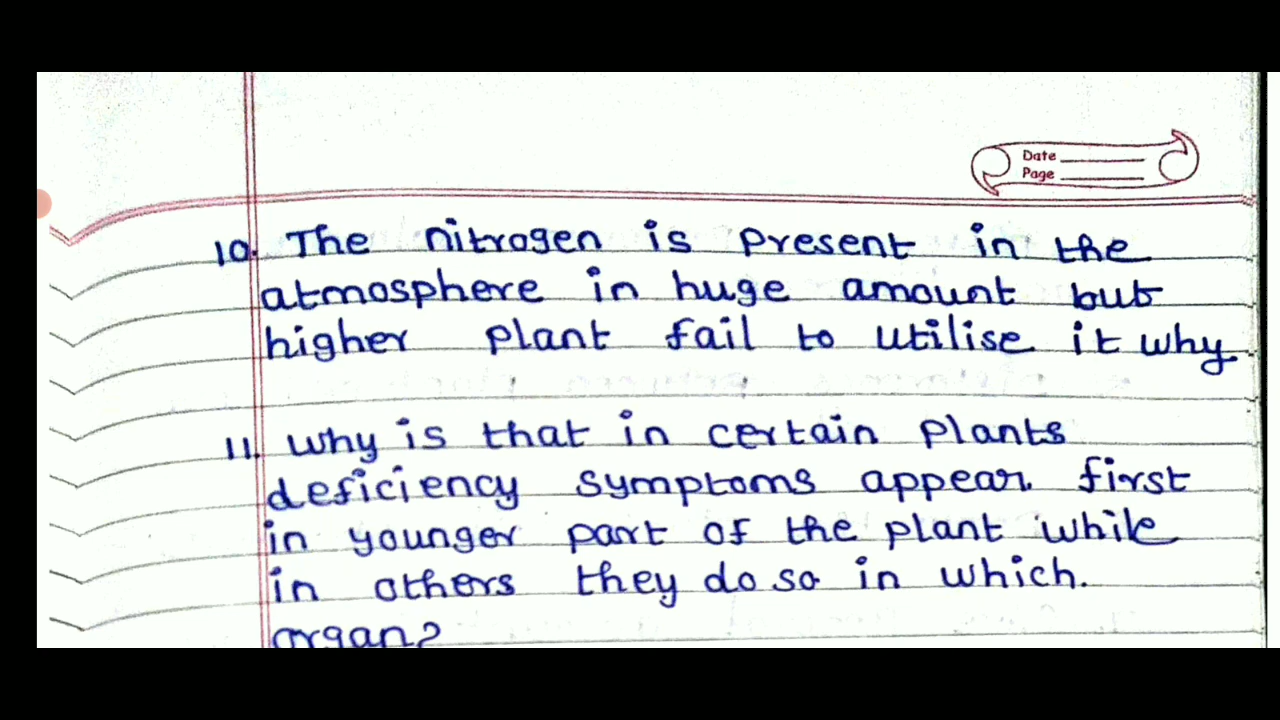 Date
Page
10. The nitrogen is present in the
atmosphere in huge amount but
higher plant fail to utilise it why.
11. Why is that in certain plants
deficiency symptoms appear first
in younger part of the plant while
in others they do so in which.
organ?